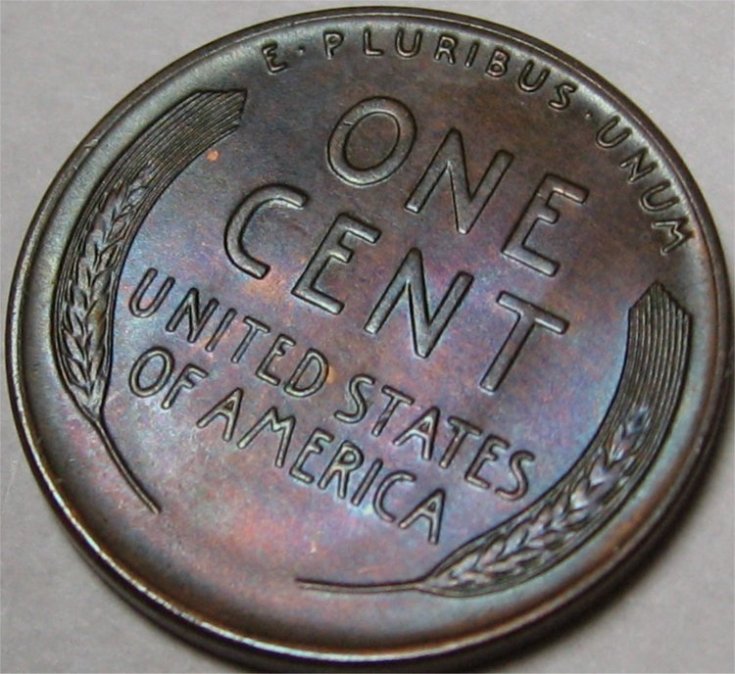 E · PLURIBUS · UNUM
ONE
CENT
UNITED STATES
OF AMERICA